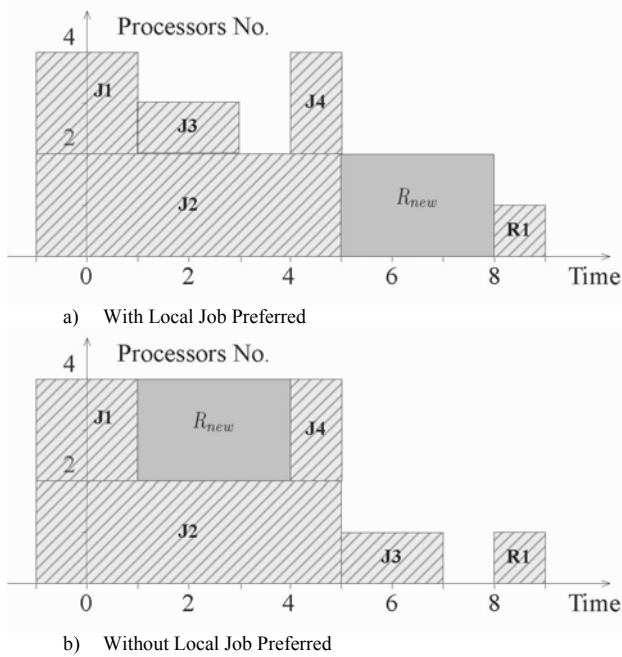 4 Processors No.
J1
J3
J4
2
J2
R_new
R1
0 2 4 6 8 Time
a) With Local Job Preferred
4 Processors No.
J1
R_new
J4
2
J2
J3
R1
0 2 4 6 8 Time
b) Without Local Job Preferred